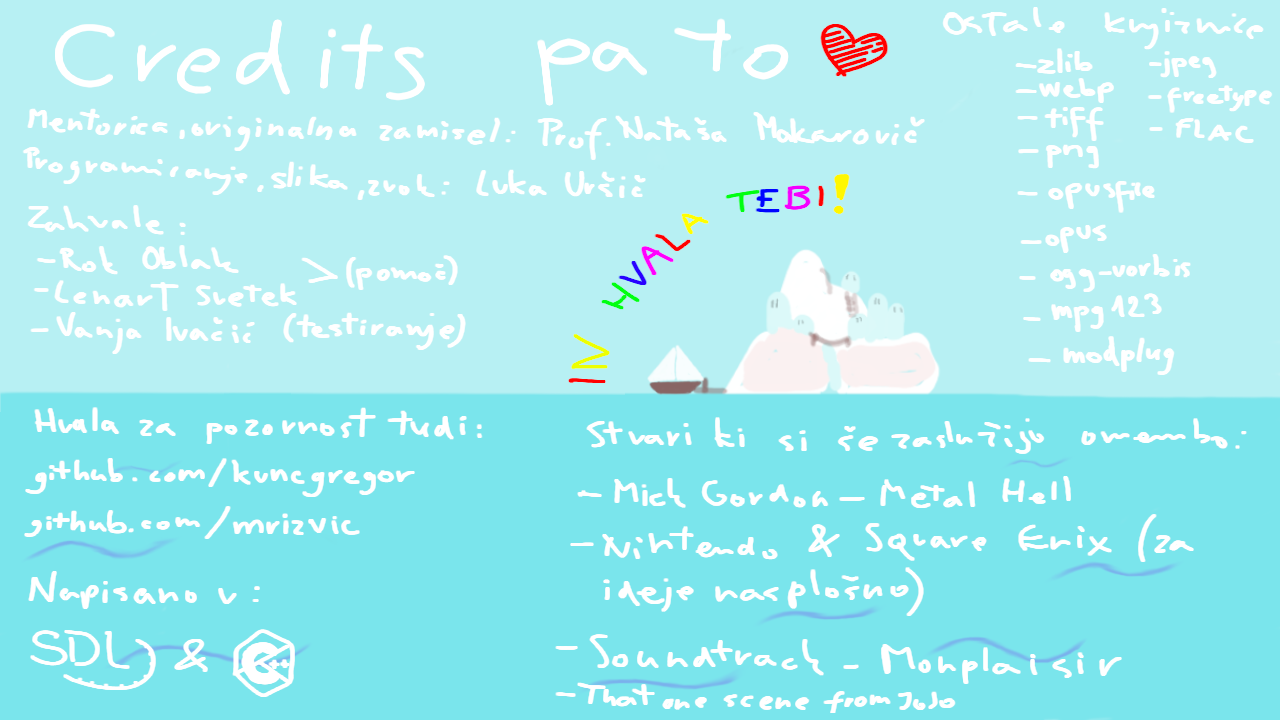 Credits pa to
Mentorica, originalna zamisel: Prof. Nataša Makarovič
Programiranje, slika, zvok: Luka Uršič
Zahvale:
-Rok Oblak
-Lenart Svetek
> (pomoč)
-Vanja Ivačić (testiranje)
IN HVALA TEBI!
Ostale knjižnice
-zlib
-webp
-tiff
-png
-opusfile
-opus
-ogg-vorbis
-mpg123
-modplug
-jpeg
-freetype
-FLAC
Hvala za pozornost tudi:
github.com/kuncgregor
github.com/mrizvic
Napisano v:
SDL & C++
Stvari ki si še zaslužijo omembo:
-Mick Gordon - Metal Hell
-Nintendo & Square Enix (za
ideje nasplošno)
-Soundtrack - Monplaisir
-That one scene from JoJo